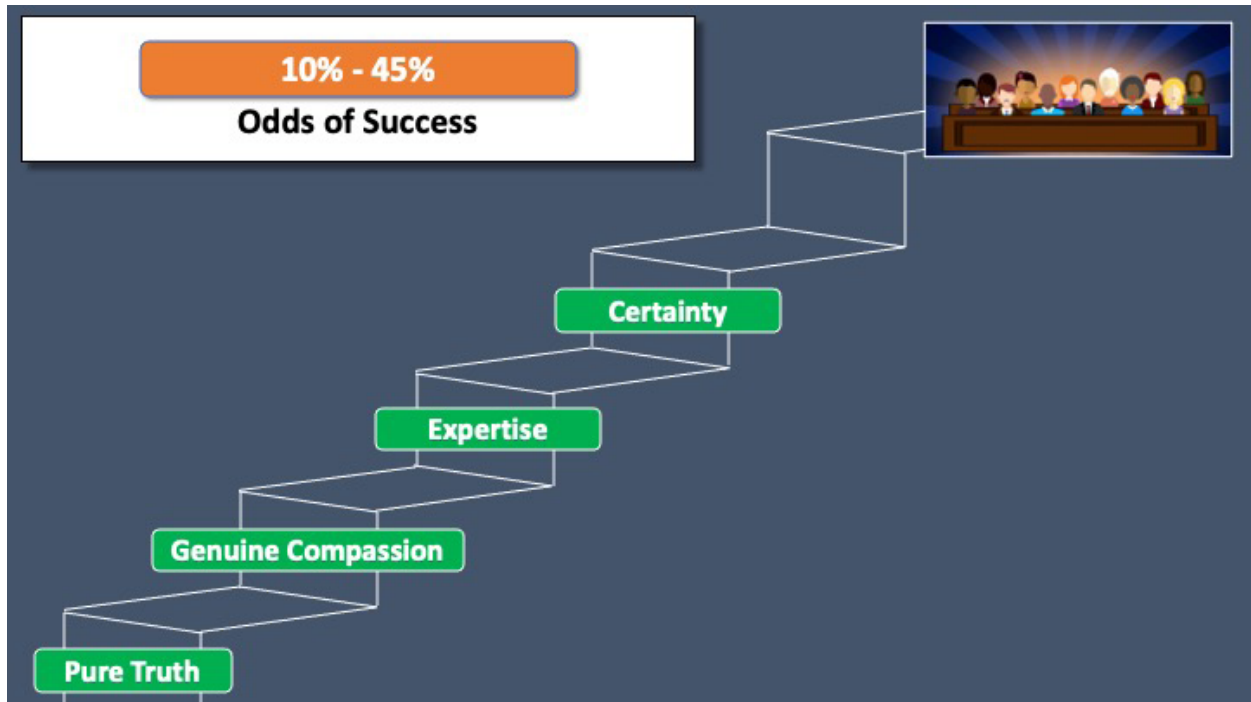 10% - 45%
Odds of Success
Certainty
Expertise
Genuine Compassion
Pure Truth